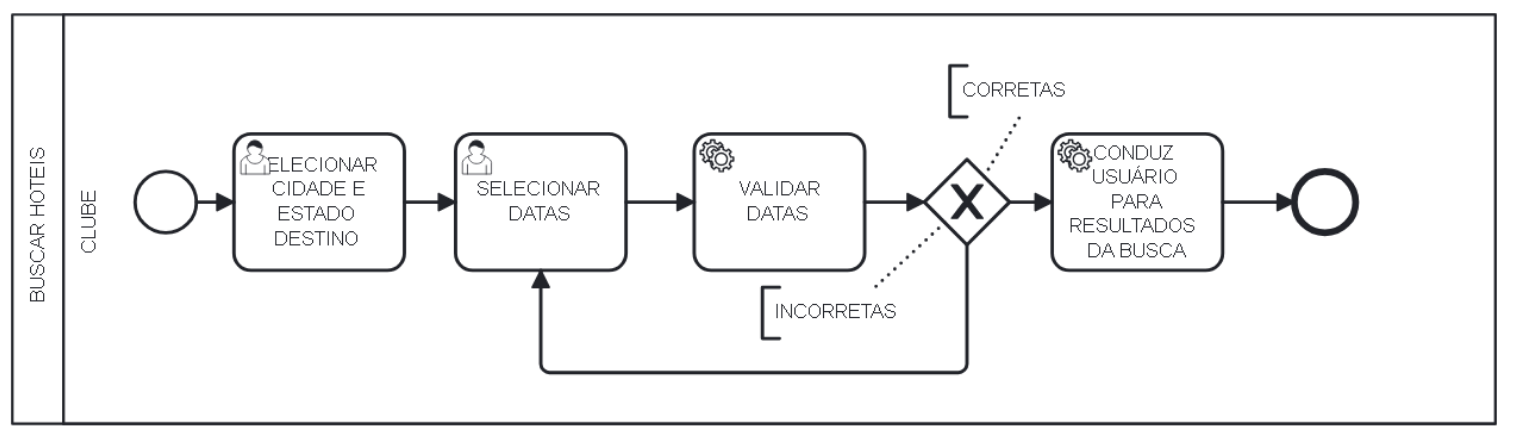 BUSCAR HOTEIS
CLUBE
ELECIONAR
CIDADE E
ESTADO
DESTINO
SELECIONAR
DATAS
VALIDAR
DATAS
CORRETAS
INCORRETAS
CONDUZ
USUÁRIO
PARA
RESULTADOS
DA BUSCA